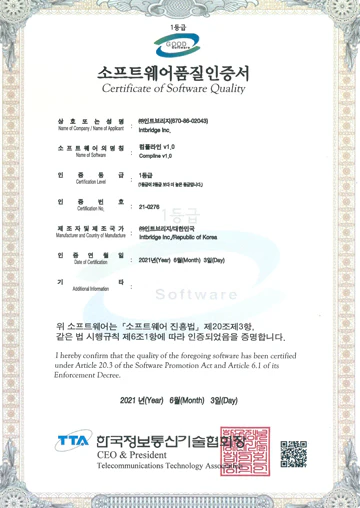 1등급
Good
Software
소프트웨어품질인증서
Certificate of Software Quality
상 호 또 는 성 명 : ㈜인트브리지(870-86-02043)
Name of Company / Name of Applicant Intbridge Inc.
소 프 트 웨 어 의 명 칭 : 컴플라인 v1.0
Name of Software Compline v1.0
인 증 등 급 : 1등급
Certification Level (1등급이 2등급 보다 더 높은 등급입니다.)
인 증 번 호 : 21-0276
Certification No.
1등급
제 조 자 및 제 조 국 가 : ㈜인트브리지/대한민국
Manufacturer and Country of Manufacture Intbridge Inc./Republic of Korea
인 증 연 월 일 : 2021년(Year) 6월(Month) 3일(Day)
Date of Certification
기 타 :
Additional Information
Software
위 소프트웨어는 「소프트웨어 진흥법」 제20조제3항,
같은 법 시행규칙 제6조1항에 따라 인증되었음을 증명합니다.
I hereby confirm that the quality of the foregoing software has been certified
under Article 20.3 of the Software Promotion Act and Article 6.1 of its
Enforcement Decree.
2021 년(Year) 6월(Month) 3일(Day)
TTA 한국정보통신기술협회장
CEO & President
Telecommunications Technology Association